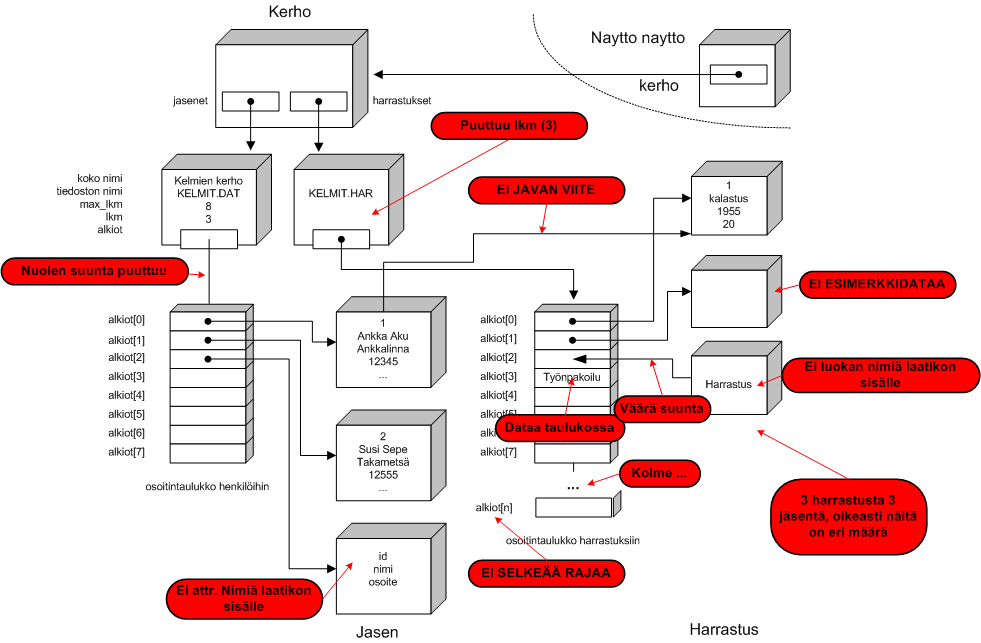 Kerho
Naytto naytto
kerho
jasenet
harrastukset
Puuttuu lkm (3)
koko nimi
tiedoston nimi
max_lkm
lkm
alkiot
Kelmien kerho
KELMIT.DAT
8
3
KELMIT.HAR
EI JAVAN VIITE
1
kalastus
1955
20
Nuolen suunta puuttuu
EI ESIMERKKIDATAA
alkiot[0]
alkiot[1]
alkiot[2]
alkiot[3]
alkiot[4]
alkiot[5]
alkiot[6]
alkiot[7]
osoitintaulukko henkilöihin
1
Ankka Aku
Ankkalinna
12345
...
2
Susi Sepe
Takametsä
12555
...
id
nimi
osoite
Ei attr. Nimiä laatikon
sisälle
Jasen
alkiot[0]
alkiot[1]
alkiot[2]
alkiot[3]
alkiot[4]
alkiot[5]
alkiot[7]
Työnpakoilu
Dataa taulukossa
Väärä suunta
Harrastus
Ei luokan nimiä laatikon
sisälle
Kolme ...
...
alkiot[n]
osoitintaulukko harrastuksiin
EI SELKEÄÄ RAJAA
3 harrastusta 3
jäsentä, oikeasti näitä
on eri määrä
Harrastus